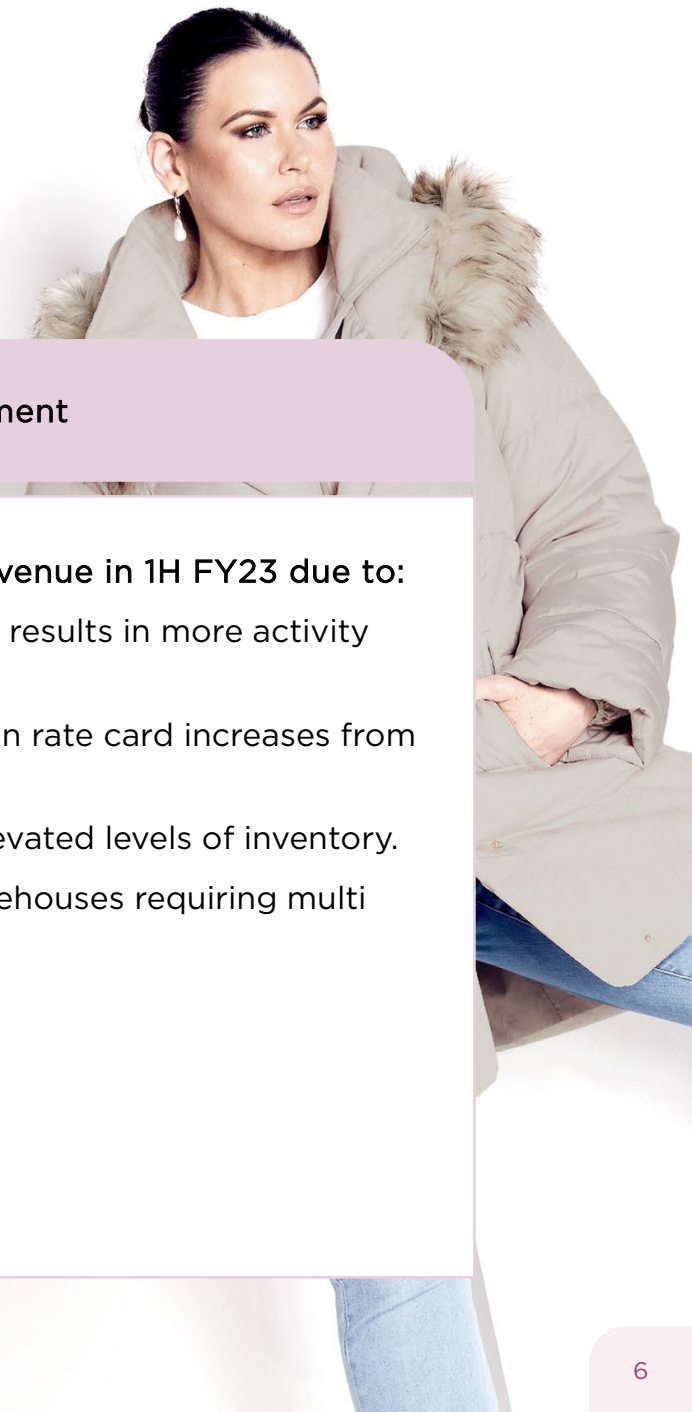 ment
venue in 1H FY23 due to:
results in more activity
n rate card increases from
evated levels of inventory.
ehouses requiring multi
6